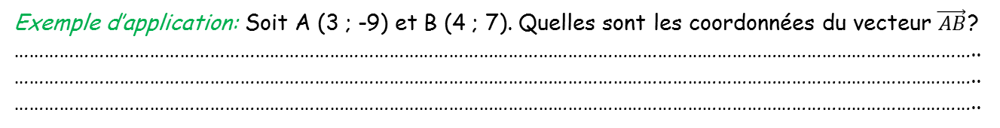 Exemple d'application: Soit A (3 ; -9) et B (4 ; 7). Quelles sont les coordonnées du vecteur $\overrightarrow{AB}$?
………………………………………………………………………………………………………………………………………………………………..
………………………………………………………………………………………………………………………………………………………………..
………………………………………………………………………………………………………………………………………………………………..